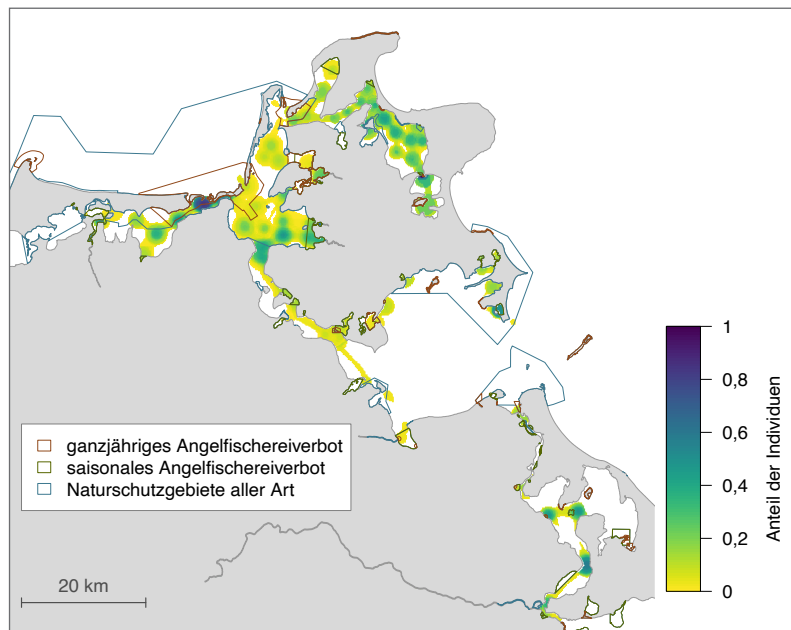 ganzjähriges Angelfischereiverbot
saisonales Angelfischereiverbot
Naturschutzgebiete aller Art
20 km
1
0,8
0,6
0,4
0,2
0
Anteil der Individuen